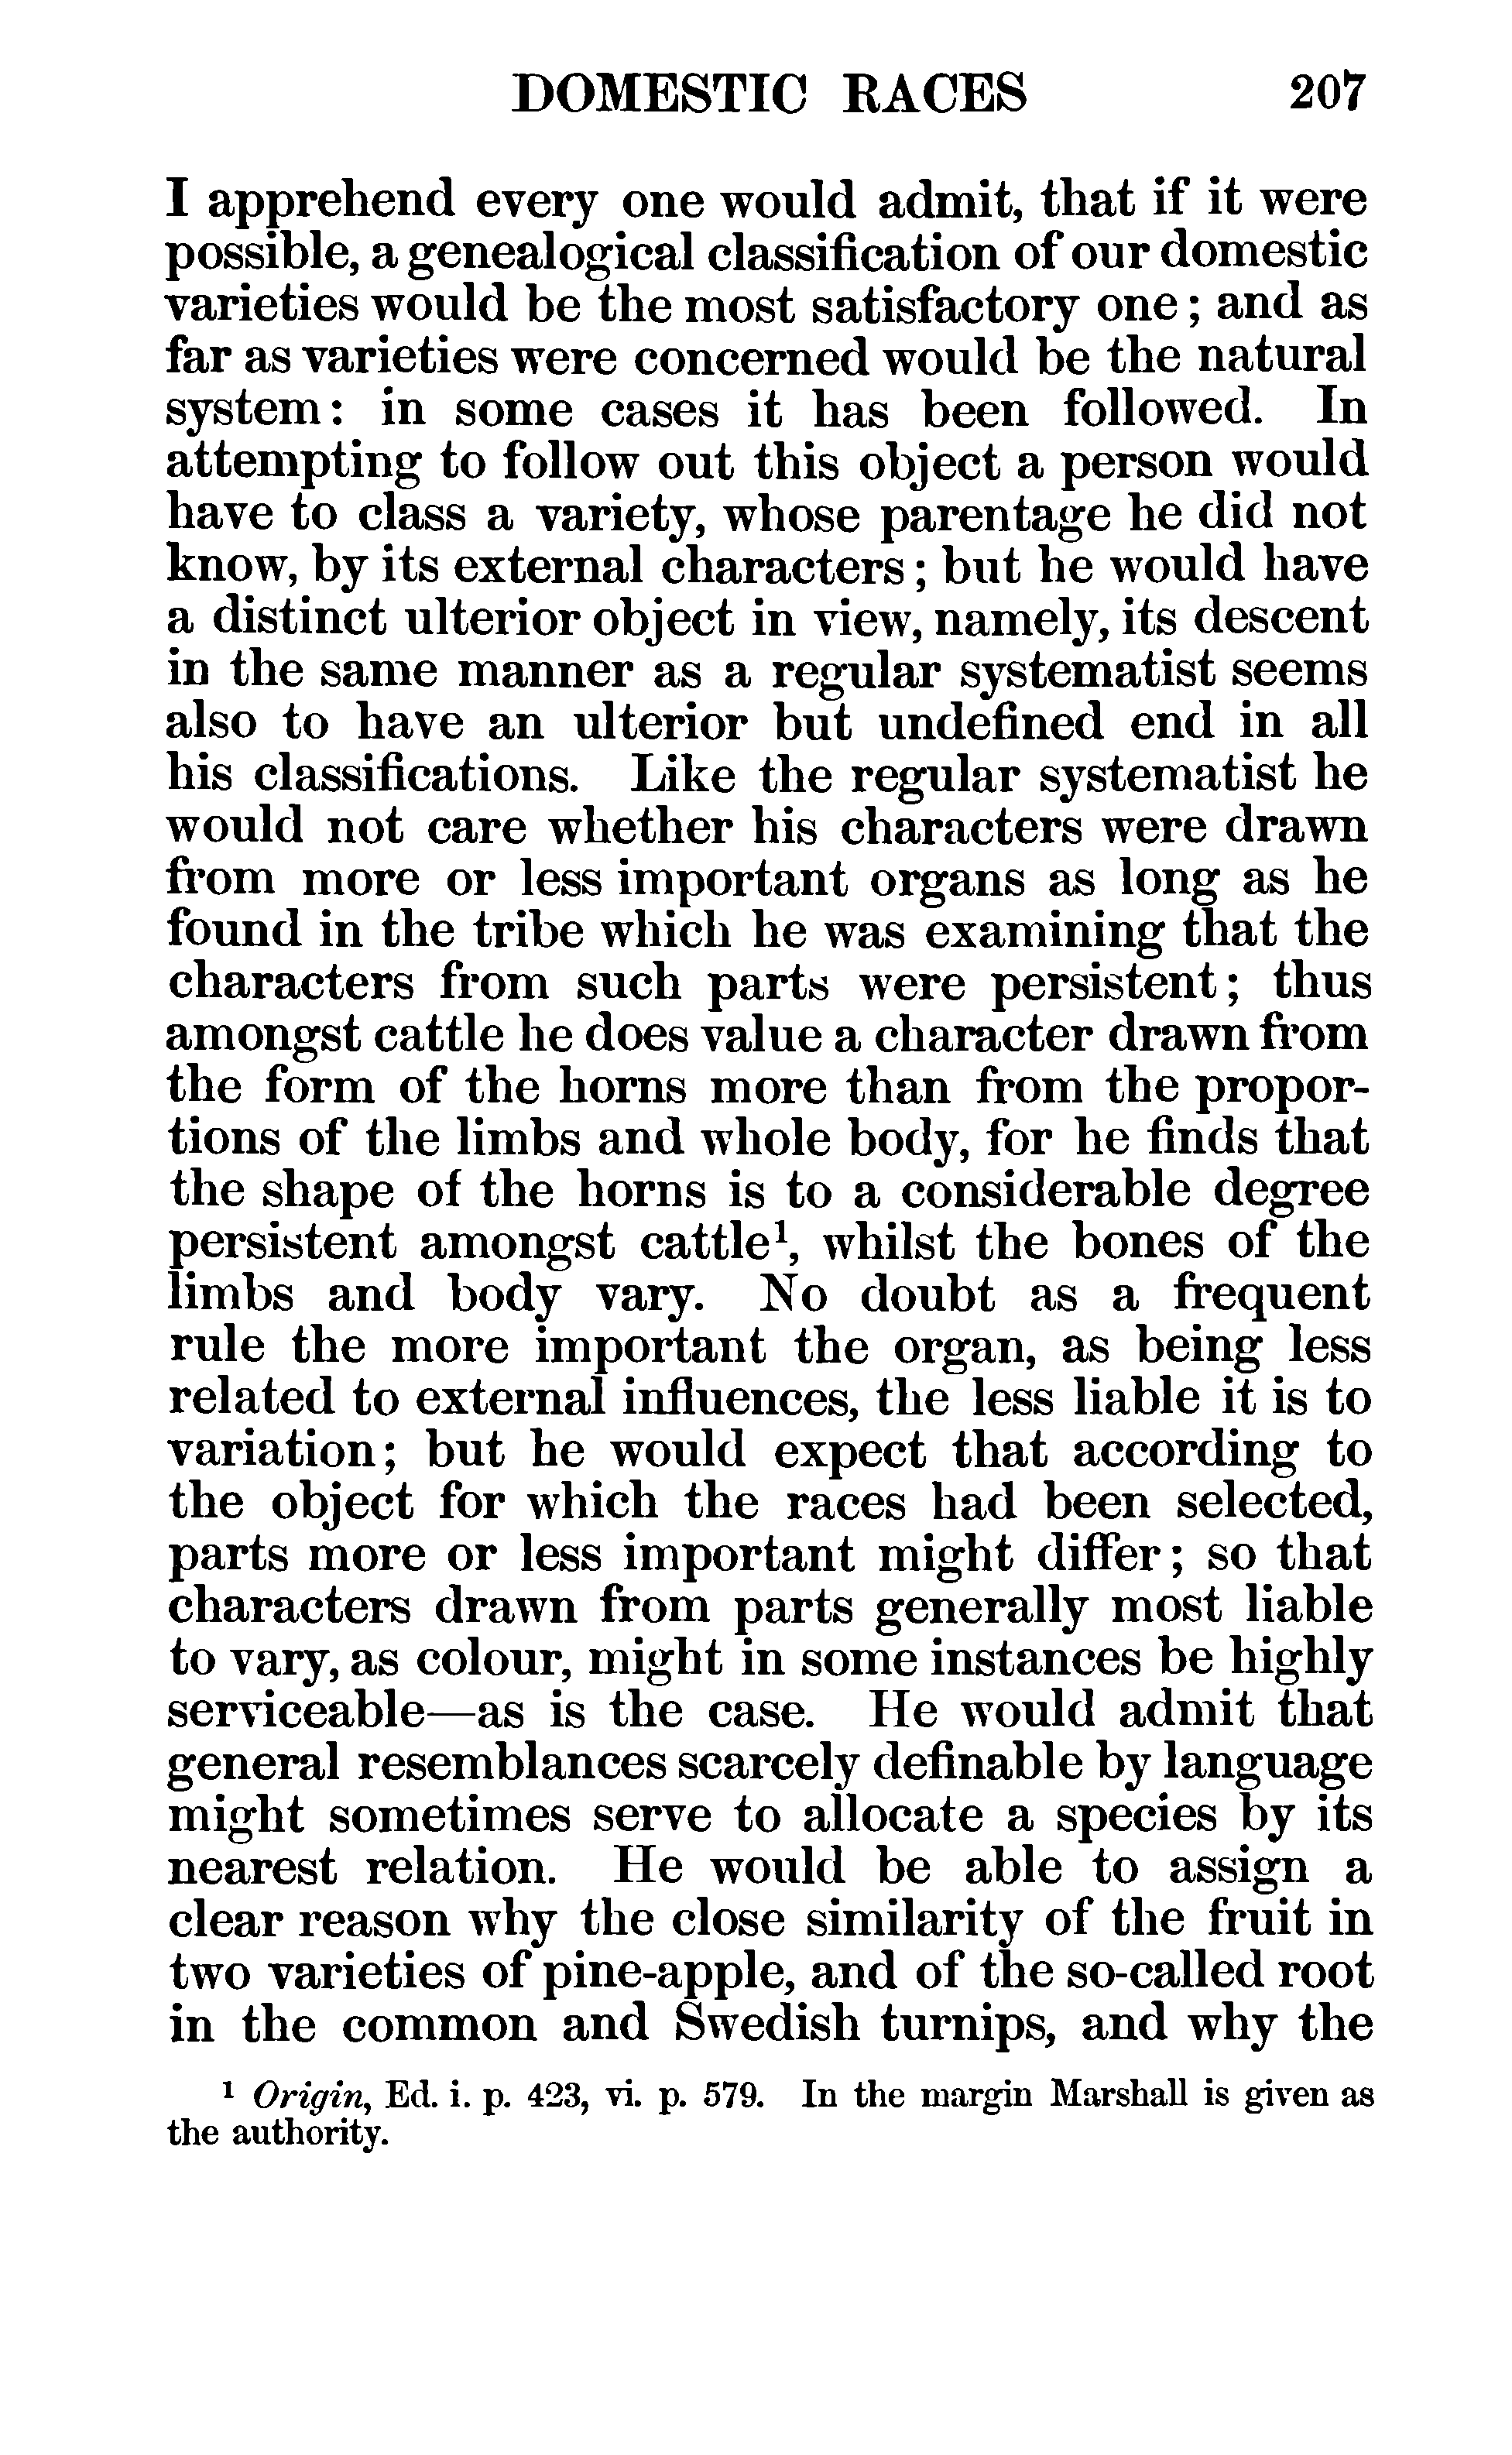 DOMESTIC RACES 207
I apprehend every one would admit, that if it were
possible, a genealogical classification of our domestic
varieties would be the most satisfactory one; and as
far as varieties were concerned would be the natural
system: in some cases it has been followed. In
attempting to follow out this object a person would
have to class a variety, whose parentage he did not
know, by its external characters; but he would have
a distinct ulterior object in view, namely, its descent
in the same manner as a regular systematist seems
also to have an ulterior but undefined end in all
his classifications. Like the regular systematist he
would not care whether his characters were drawn
from more or less important organs as long as he
found in the tribe which he was examining that the
characters from such parts were persistent; thus
amongst cattle he does value a character drawn from
the form of the horns more than from the propor-
tions of the limbs and whole body, for he finds that
the shape of the horns is to a considerable degree
persistent amongst cattle¹, whilst the bones of the
limbs and body vary. No doubt as a frequent
rule the more important the organ, as being less
related to external influences, the less liable it is to
variation; but he would expect that according to
the object for which the races had been selected,
parts more or less important might differ; so that
characters drawn from parts generally most liable
to vary, as colour, might in some instances be highly
serviceable—as is the case. He would admit that
general resemblances scarcely definable by language
might sometimes serve to allocate a species by its
nearest relation. He would be able to assign a
clear reason why the close similarity of the fruit in
two varieties of pine-apple, and of the so-called root
in the common and Swedish turnips, and why the
¹ Origin, Ed. i. p. 423, vi. p. 579. In the margin Marshall is given as
the authority.